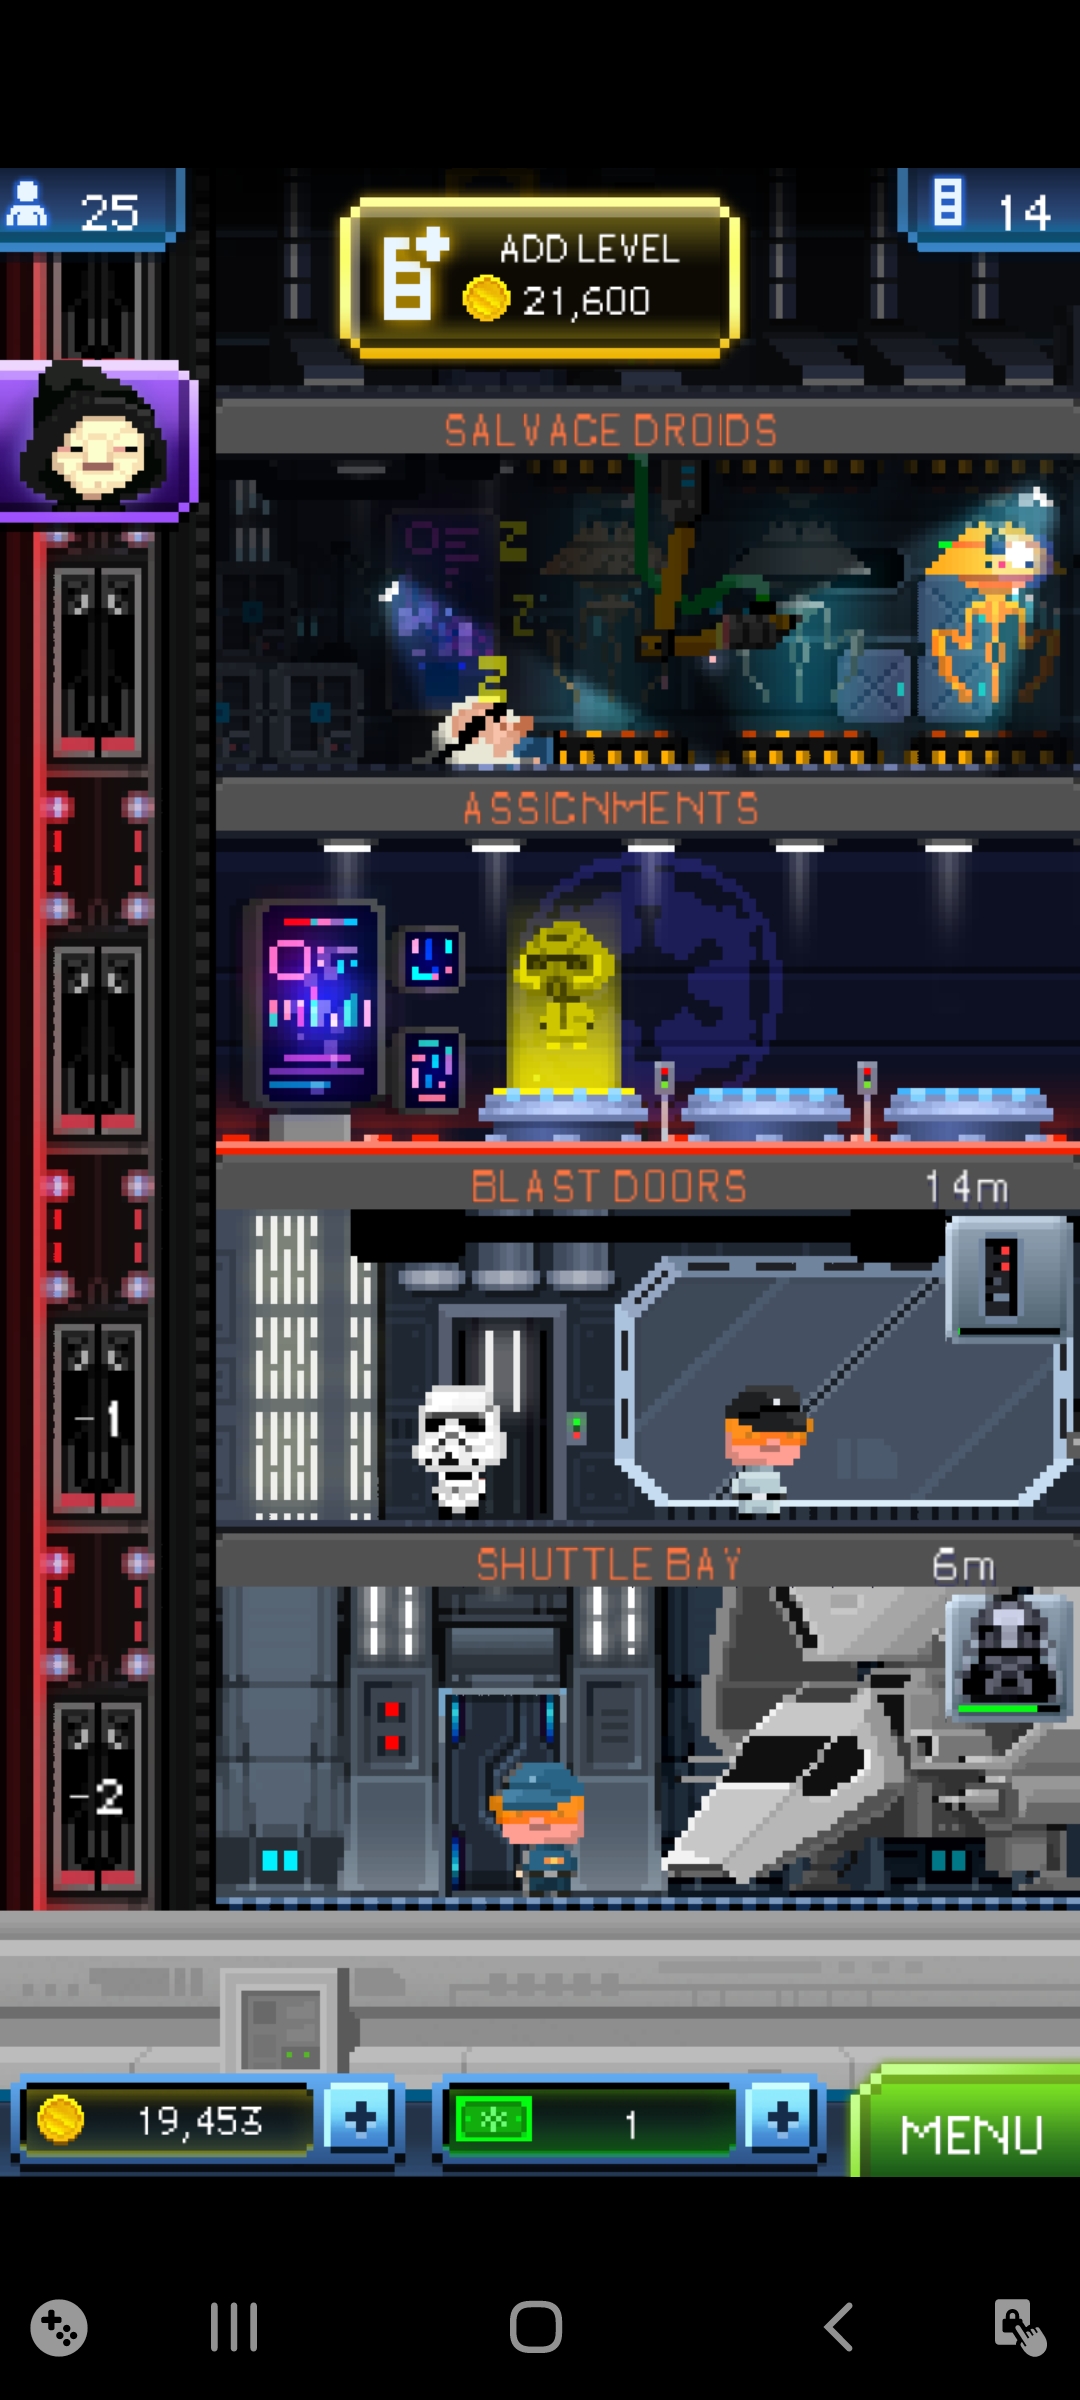 25
ADD LEVEL
21,600
14
SALVAGE DROIDS
Z
Z
Z
ASSIGNMENTS
BLAST DOORS 14m
-1
SHUTTLE BAY 6m
-2
19,453
1
MENU